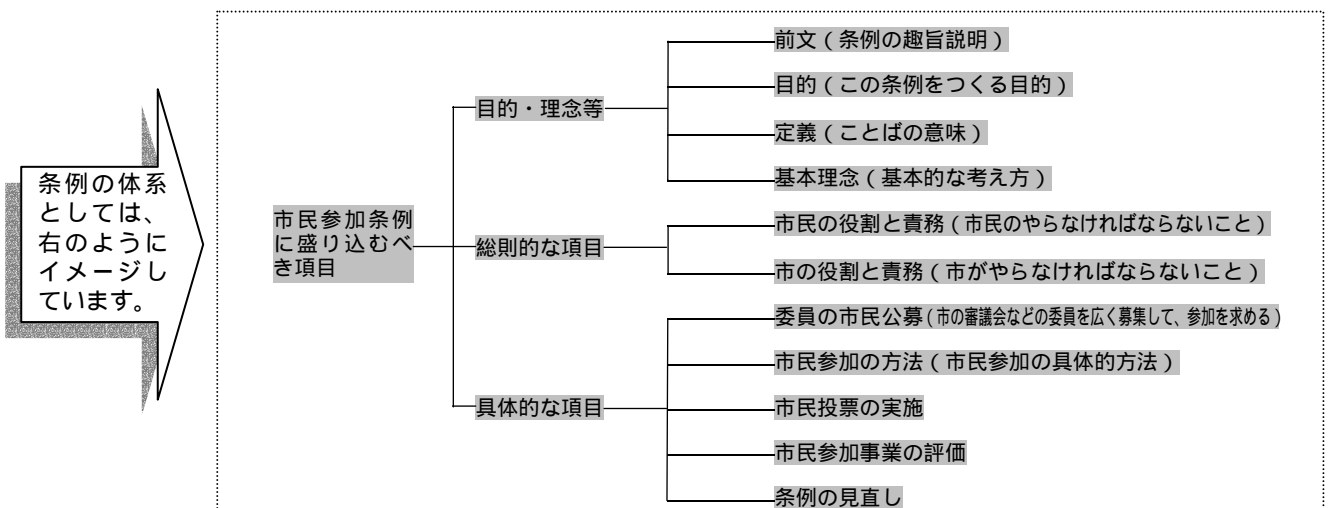 条例の体系
としては、
右のように
イメージし
ています。
市民参加条例
に盛り込むべ
き項目
目的・理念等
前文（条例の趣旨説明）
目的（この条例をつくる目的）
定義（ことばの意味）
基本理念（基本的な考え方）
総則的な項目
市民の役割と責務（市民のやらなければならないこと）
市の役割と責務（市がやらなければならないこと）
具体的な項目
委員の市民公募（市の審議会などの委員を広く募集して、参加を求める）
市民参加の方法（市民参加の具体的方法）
市民投票の実施
市民参加事業の評価
条例の見直し